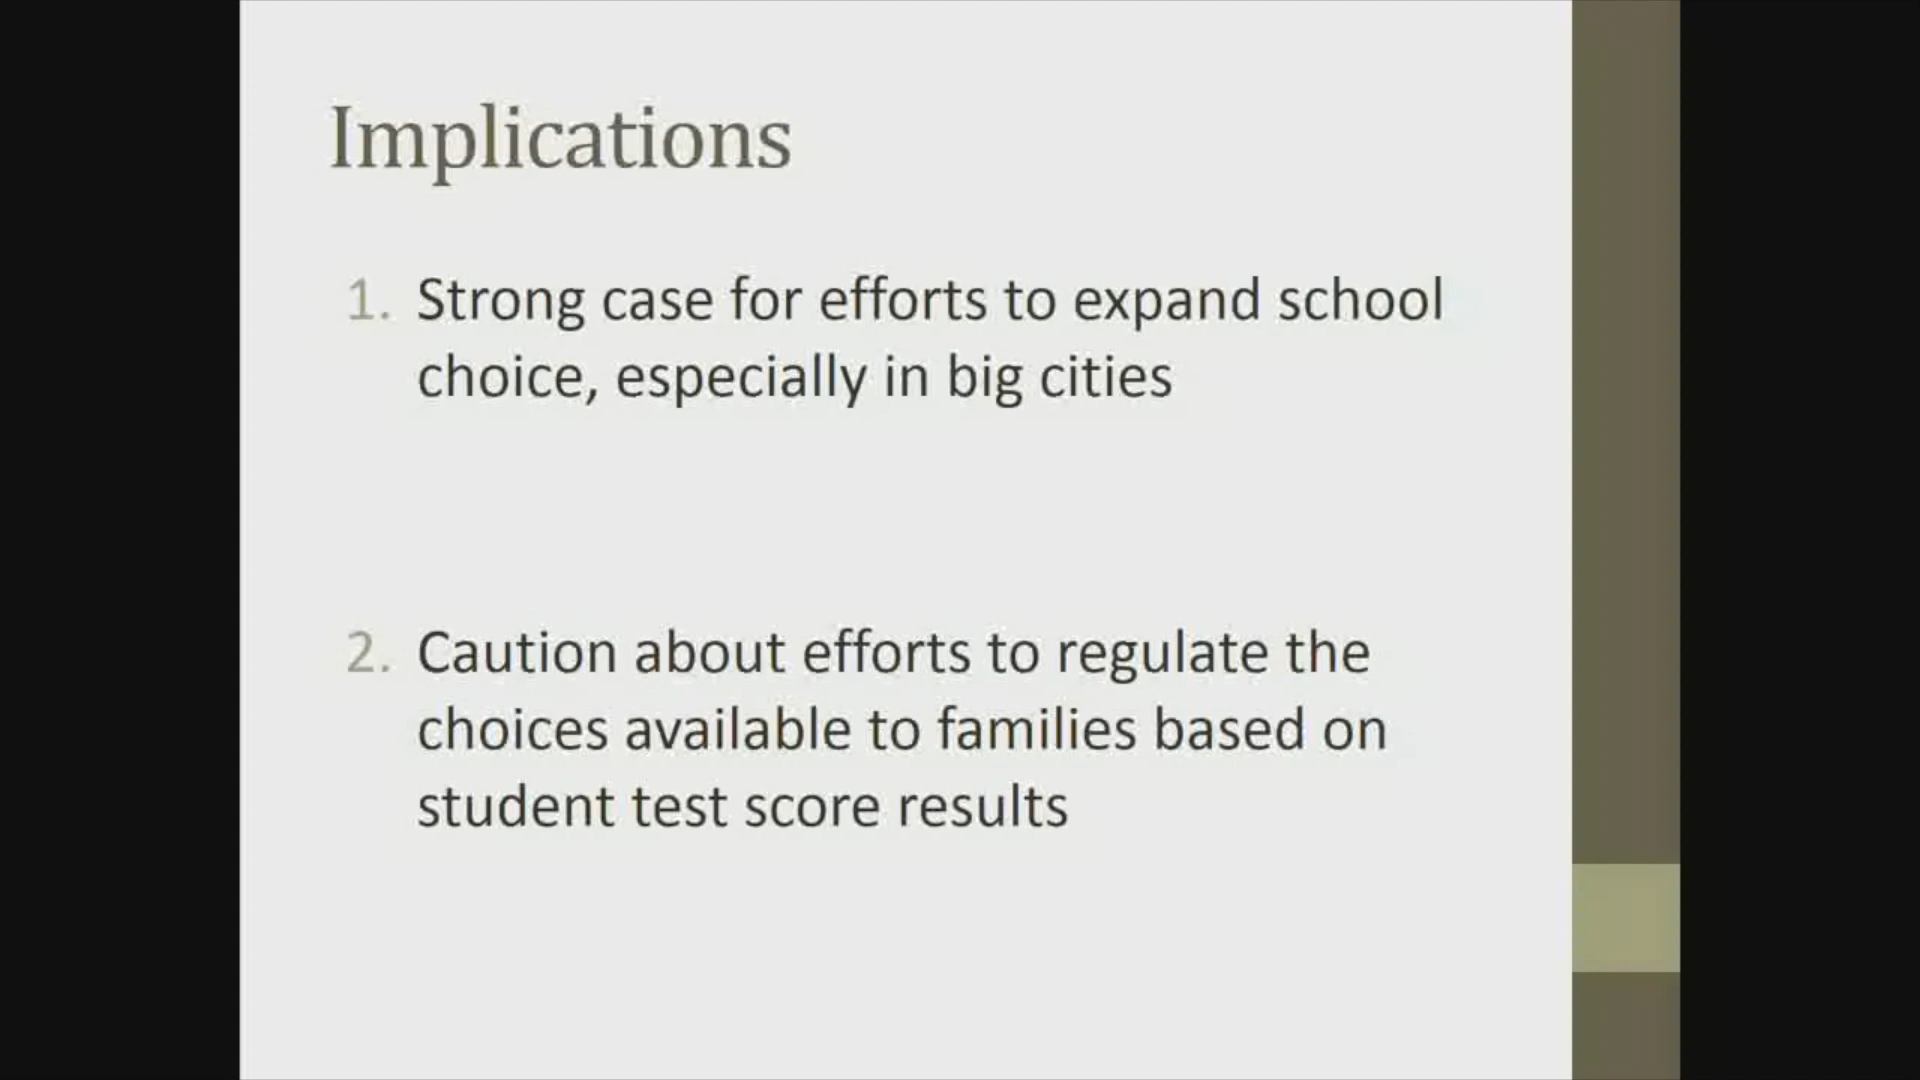 Implications
1. Strong case for efforts to expand school
choice, especially in big cities
2. Caution about efforts to regulate the
choices available to families based on
student test score results